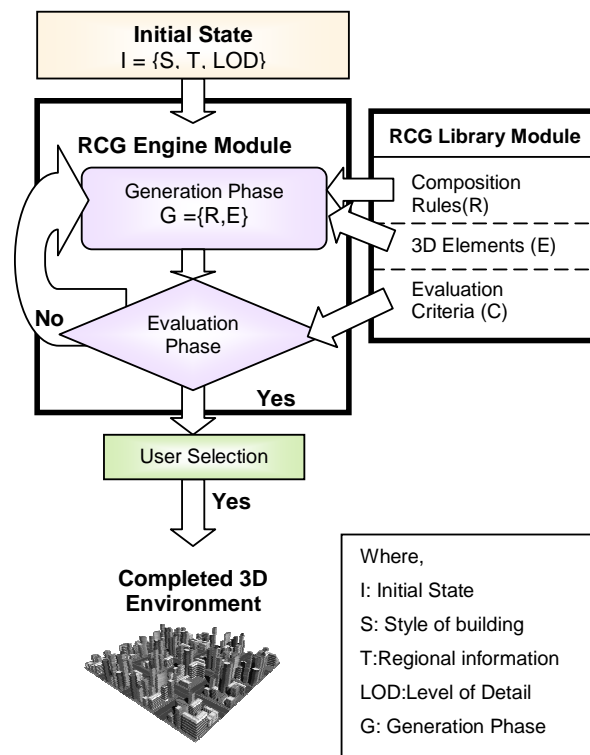 Initial State
I = {S, T, LOD}
RCG Engine Module
Generation Phase
G ={R,E}
No
Evaluation
Phase
Yes
RCG Library Module
Composition
Rules(R)
3D Elements (E)
Evaluation
Criteria (C)
User Selection
Yes
Completed 3D
Environment
Where,
I: Initial State
S: Style of building
T:Regional information
LOD:Level of Detail
G: Generation Phase